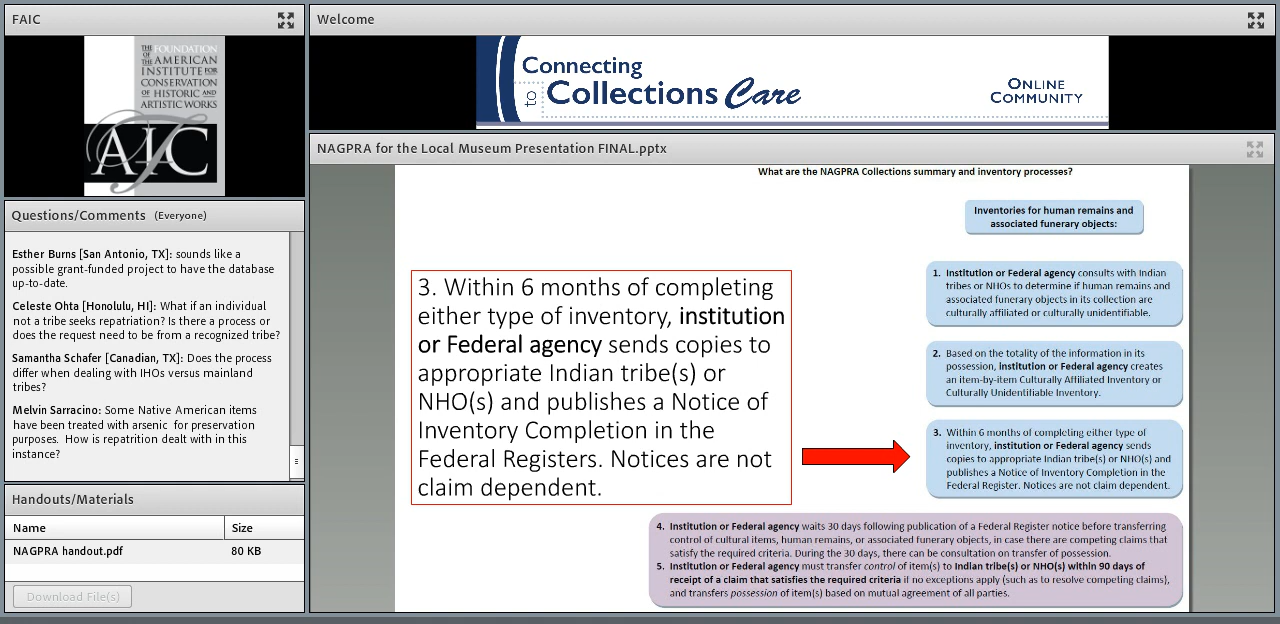 FAIC
THE FOUNDATION
OF THE AMERICAN
INSTITUTE FOR
CONSERVATION
OF HISTORIC AND
ARTISTIC WORKS
AIC
Questions/Comments (Everyone)
Esther Burns [San Antonio, TX]: sounds like a
possible grant-funded project to have the database
up-to-date.
Celeste Ohta [Honolulu, HI]: What if an individual
not a tribe seeks repatriation? Is there a process or
does the request need to be from a recognized tribe?
Samantha Schafer [Canadian, TX]: Does the process
differ when dealing with IHOs versus mainland
tribes?
Melvin Sarracino: Some Native American items
have been treated with arsenic for preservation
purposes. How is repatrition dealt with in this
instance?
Handouts/Materials
Name Size
NAGPRA handout.pdf 80 KB
Download File(s)
Welcome
Connecting
to Collections Care
ONLINE
COMMUNITY
NAGPRA for the Local Museum Presentation FINAL.pptx
What are the NAGPRA Collections summary and inventory processes?
Inventories for human remains and
associated funerary objects:
3. Within 6 months of completing
either type of inventory, institution
or Federal agency sends copies to
appropriate Indian tribe(s) or
NHO(s) and publishes a Notice of
Inventory Completion in the
Federal Registers. Notices are not
claim dependent.
1. Institution or Federal agency consults with Indian
tribes or NHOs to determine if human remains and
associated funerary objects in its collection are
culturally affiliated or culturally unidentifiable.
2. Based on the totality of the information in its
possession, institution or Federal agency creates
an item-by-item Culturally Affiliated Inventory or
Culturally Unidentifiable Inventory.
3. Within 6 months of completing either type of
inventory, institution or Federal agency sends
copies to appropriate Indian tribe(s) or NHO(s) and
publishes a Notice of Inventory Completion in the
Federal Register. Notices are not claim dependent.
4. Institution or Federal agency waits 30 days following publication of a Federal Register notice before transferring
control of cultural items, human remains, or associated funerary objects, in case there are competing claims that
satisfy the required criteria. During the 30 days, there can be consultation on transfer of possession.
5. Institution or Federal agency must transfer control of item(s) to Indian tribe(s) or NHO(s) within 90 days of
receipt of a claim that satisfies the required criteria if no exceptions apply (such as to resolve competing claims),
and transfers possession of item(s) based on mutual agreement of all parties.